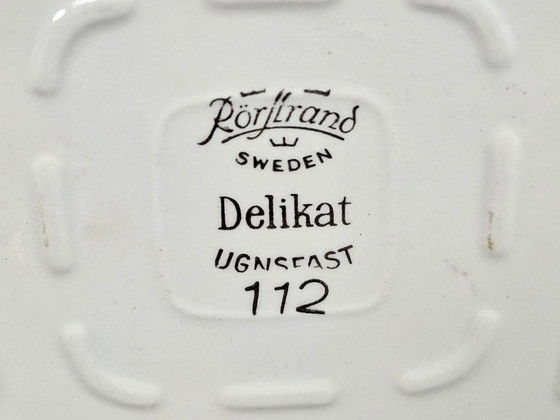 Rörstrand
SWEDEN
Delikat
UGNSFAST
112